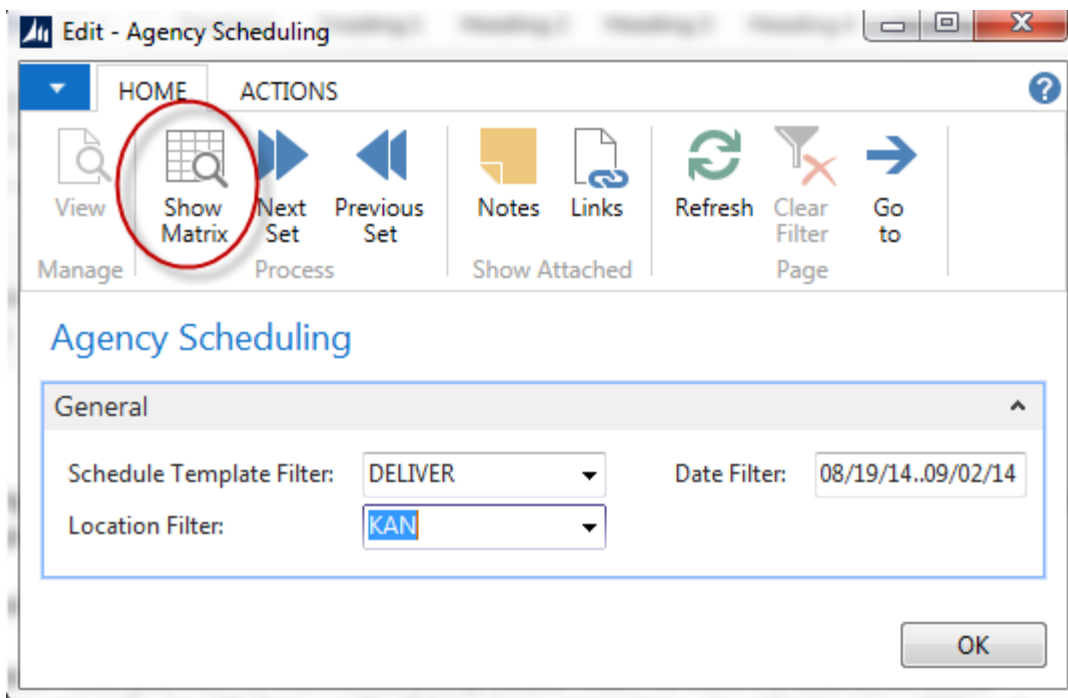 Edit - Agency Scheduling
HOME ACTIONS
View Show Matrix Next Set Previous Set Notes Links Refresh Clear Filter Go to
Manage Process Show Attached Page
Agency Scheduling
General
Schedule Template Filter: DELIVER Date Filter: 08/19/14..09/02/14
Location Filter: KAN
OK